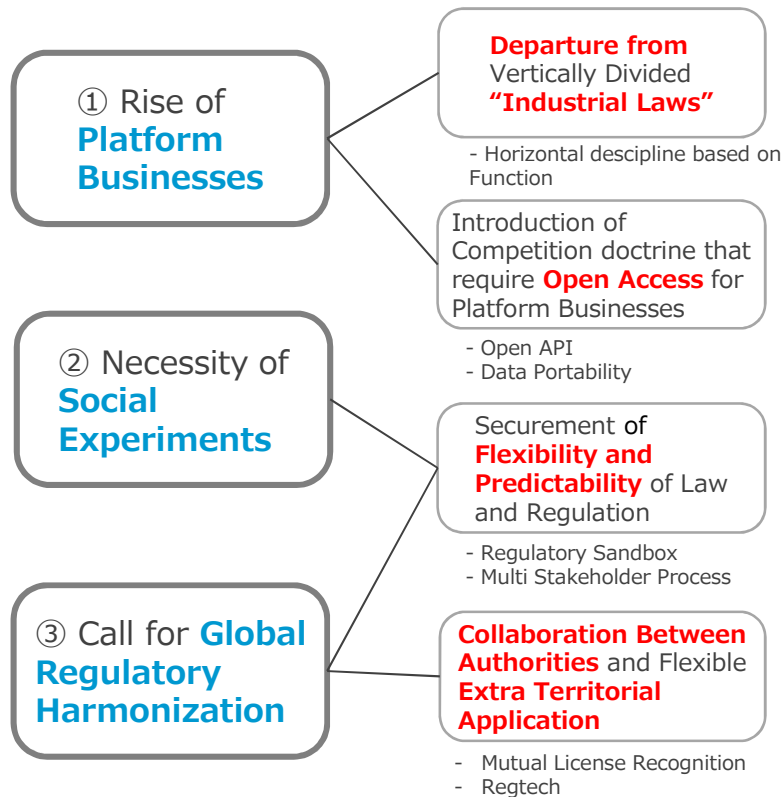 ① Rise of
Platform
Businesses
Departure from
Vertically Divided
“Industrial Laws”
- Horizontal descipline based on
Function
Introduction of
Competition doctrine that
require Open Access for
Platform Businesses
- Open API
- Data Portability
② Necessity of
Social
Experiments
Securement of
Flexibility and
Predictability of Law
and Regulation
- Regulatory Sandbox
- Multi Stakeholder Process
③ Call for Global
Regulatory
Harmonization
Collaboration Between
Authorities and Flexible
Extra Territorial
Application
- Mutual License Recognition
- Regtech